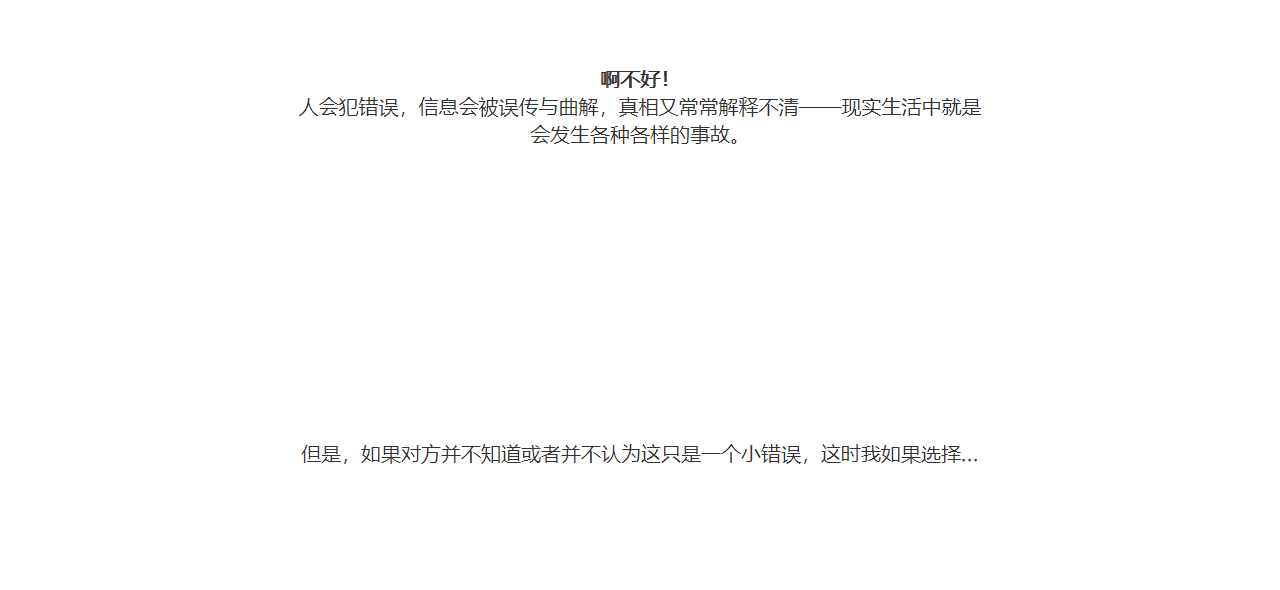 啊不好！
人会犯错误，信息会被误传与曲解，真相又常常解释不清——现实生活中就是
会发生各种各样的事故。
但是，如果对方并不知道或者并不认为这只是一个小错误，这时我如果选择...